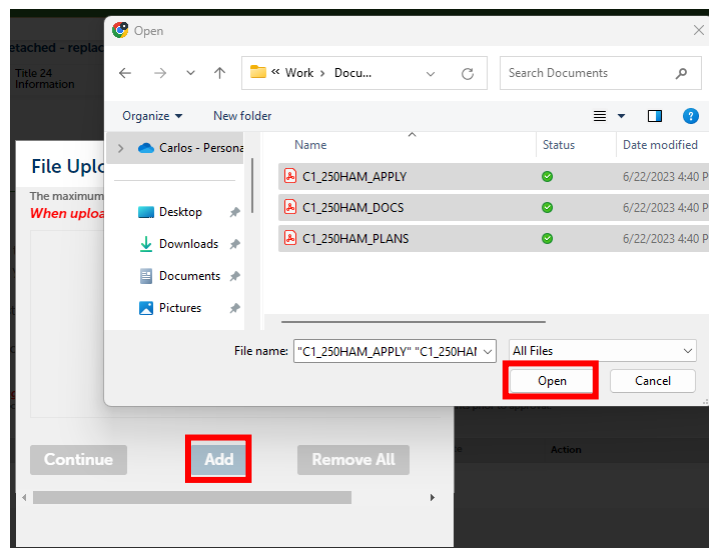 Open
etached - replac
Title 24
Information
« Work › Docu...
Search Documents
Organize
New folder
Carlos - Persona
Name
Status
Date modified
File Uplo
The maximum
When uploa
C1_250HAM_APPLY
6/22/2023 4:40 P
Desktop
C1_250HAM_DOCS
6/22/2023 4:40 P
Downloads
C1_250HAM_PLANS
6/22/2023 4:40 P
Documents
Pictures
File name: "C1_250HAM_APPLY" "C1_250HAM
All Files
Open
Cancel
Continue
Add
Remove All
Action